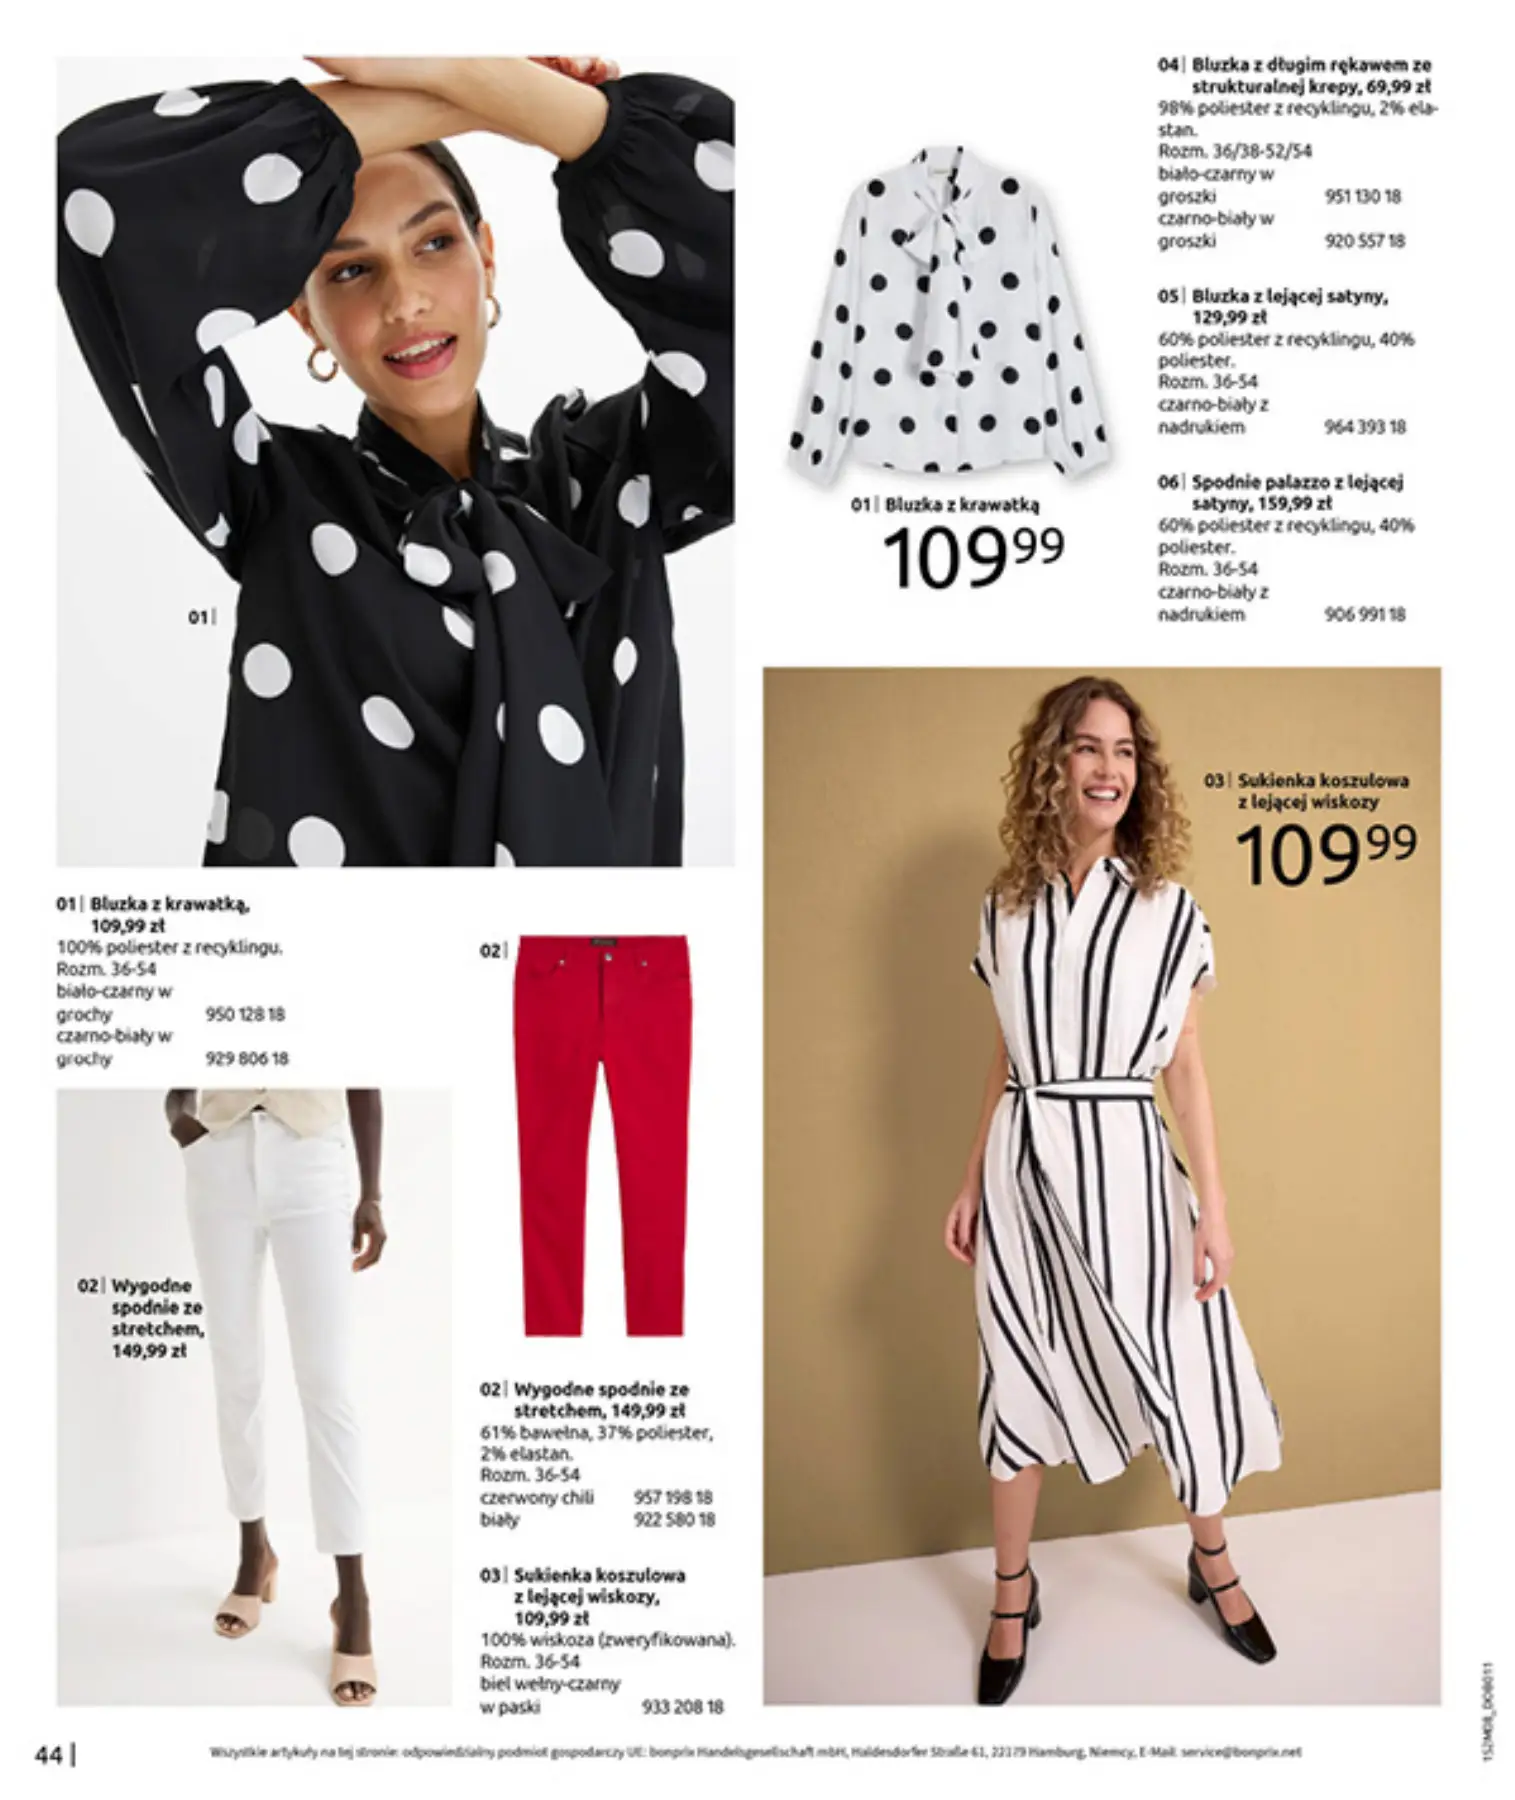 04| Bluzka z długim rękawem ze
strukturalnej krepy, 69,99 zł
98% poliester z recyklingu, 2% ela-
stan.
Rozm. 36/38-52/54
biało-czarny w
groszki 951 130 18
czarno-biały w
groszki 920 557 18
05| Bluzka z lejącej satyny,
129,99 zł
60% poliester z recyklingu, 40%
poliester.
Rozm. 36-54
czarno-biały z
nadrukiem 964 393 18
06| Spodnie palazzo z lejącej
satyny, 159,99 zł
60% poliester z recyklingu, 40%
poliester.
Rozm. 36-54
czarno-biały z
nadrukiem 906 991 18
01| Bluzka z krawatką
109 99
01|
03| Sukienka koszulowa
z lejącej wiskozy
109 99
01| Bluzka z krawatką,
109,99 zł
100% poliester z recyklingu.
Rozm. 36-54
biało-czarny w
grochy 950 128 18
czarno-biały w
grochy 929 806 18
02|
02| Wygodne
spodnie ze
stretchem,
149,99 zł
02| Wygodne spodnie ze
stretchem, 149,99 zł
61% bawełna, 37% poliester,
2% elastan.
Rozm. 36-54
czerwony chili 957 198 18
biały 922 580 18
03| Sukienka koszulowa
z lejącej wiskozy,
109,99 zł
100% wiskoza (zweryfikowana).
Rozm. 36-54
biel wełny-czarny
w paski 933 208 18
44|
Wszystkie artykuły na tej stronie: odpowiedzialny podmiot gospodarczy UE: bonprix Handelsgesellschaft mbH, Haldesdorfer Straße 61, 22179 Hamburg, Niemcy, E-Mail: service@bonprix.net
152M08_DOB011